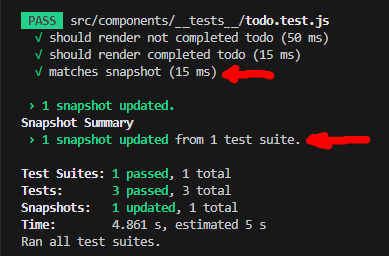 PASS src/components/__tests__/todo.test.js
√ should render not completed todo (50 ms)
√ should render completed todo (15 ms)
√ matches snapshot (15 ms)
› 1 snapshot updated.
Snapshot Summary
› 1 snapshot updated from 1 test suite.
Test Suites: 1 passed, 1 total
Tests: 3 passed, 3 total
Snapshots: 1 updated, 1 total
Time: 4.861 s, estimated 5 s
Ran all test suites.